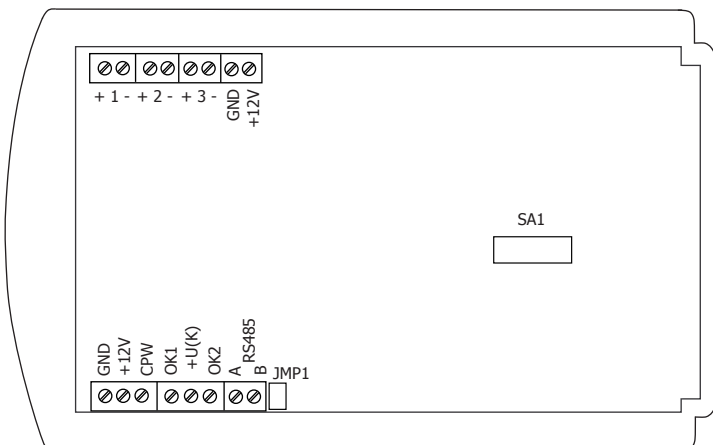 + 1 - + 2 - + 3 -
GND
+12V
SA1
GND
+12V
CPW
OK1
+U(K)
OK2
A
RS485
B
JMP1